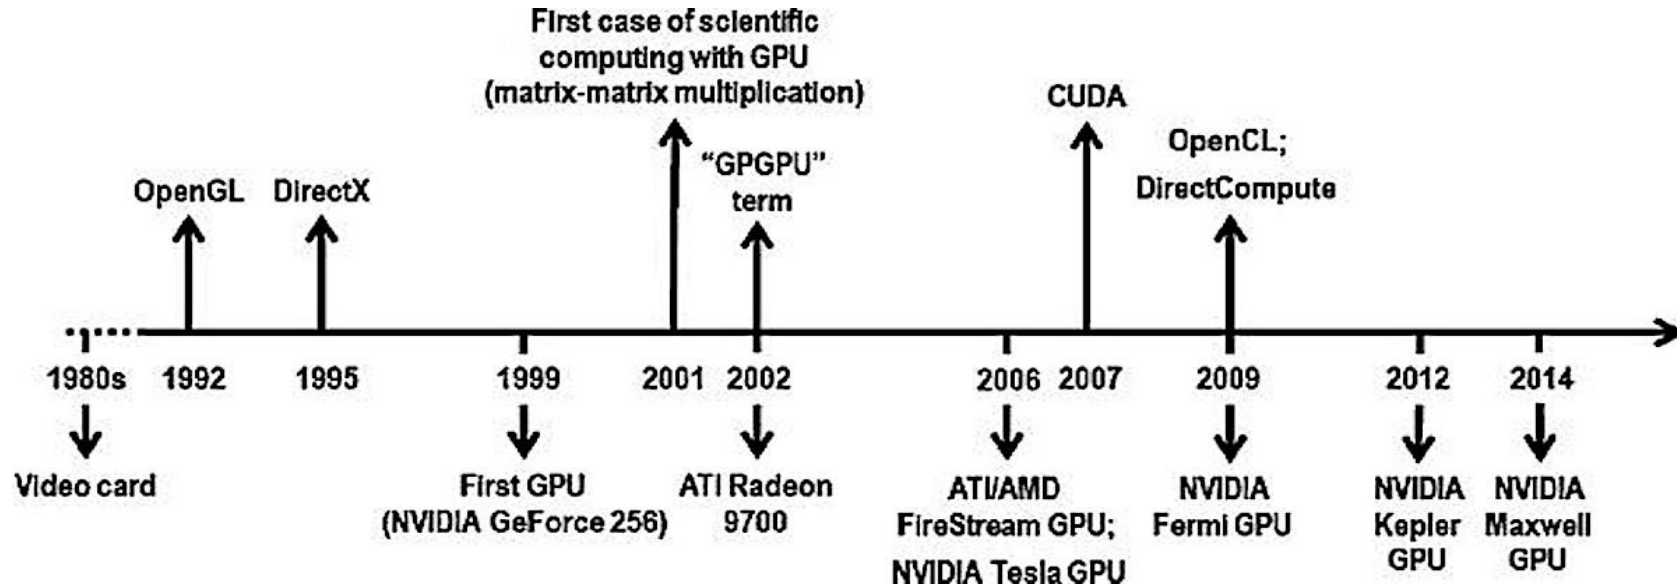 First case of scientific
computing with GPU
(matrix-matrix multiplication)
CUDA
OpenCL;
DirectCompute
"GPGPU"
term
OpenGL
DirectX
1980s
1992
1995
1999
2001
2002
2006
2007
2009
2012
2014
Video card
First GPU
(NVIDIA GeForce 256)
ATI Radeon
9700
ATI/AMD
FireStream GPU;
NVIDIA Tesla GPU
NVIDIA
Fermi GPU
NVIDIA
Kepler
GPU
NVIDIA
Maxwell
GPU